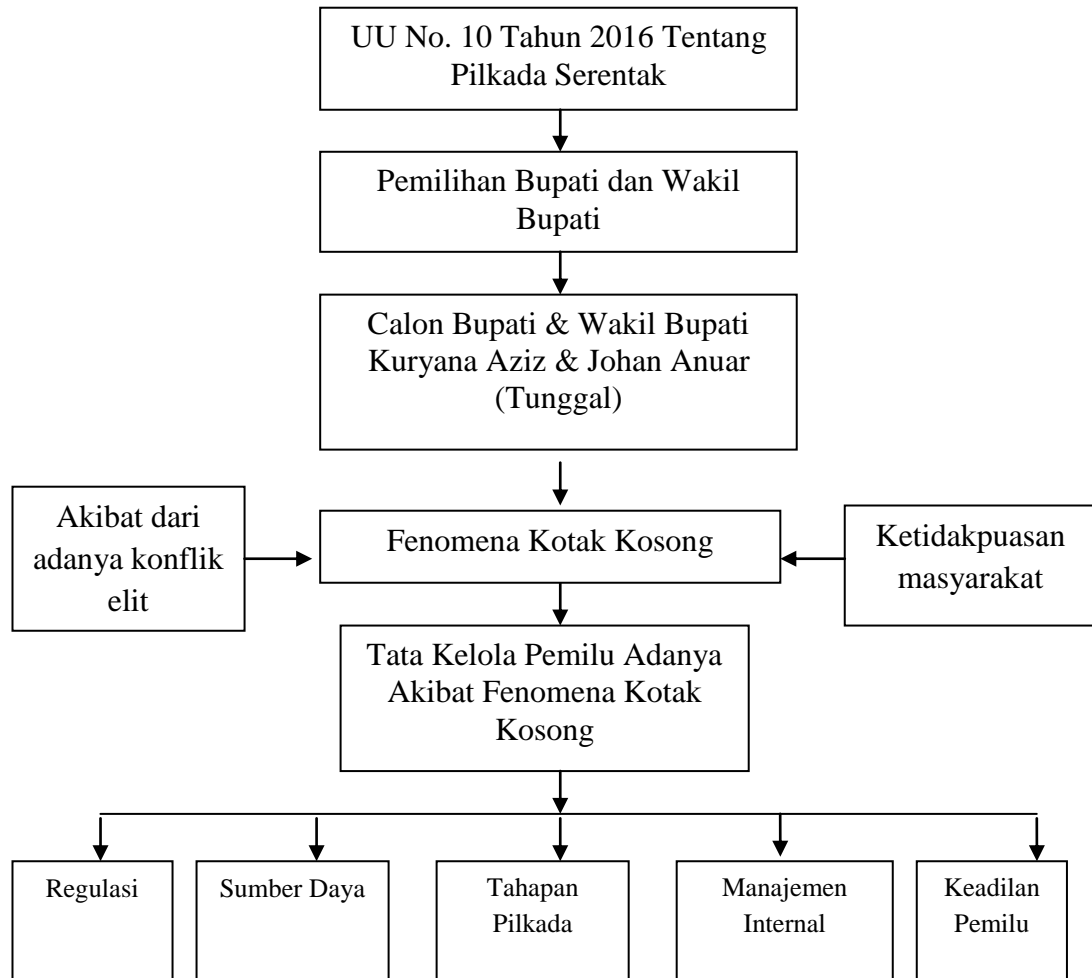 UU No. 10 Tahun 2016 Tentang
Pilkada Serentak
Pemilihan Bupati dan Wakil
Bupati
Calon Bupati & Wakil Bupati
Kuryana Aziz & Johan Anuar
(Tunggal)
Akibat dari
adanya konflik
elit
Fenomena Kotak Kosong
Ketidakpuasan
masyarakat
Tata Kelola Pemilu Adanya
Akibat Fenomena Kotak
Kosong
Regulasi
Sumber Daya
Tahapan
Pilkada
Manajemen
Internal
Keadilan
Pemilu